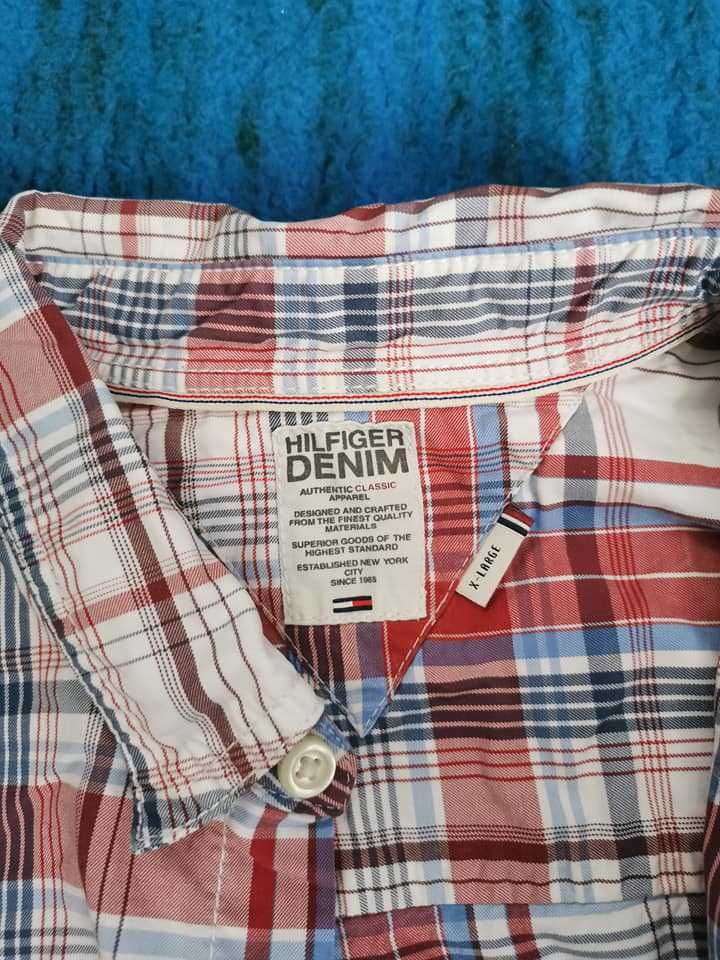 HILFIGER
DENIM
AUTHENTIC CLASSIC
APPAREL
DESIGNED AND CRAFTED
FROM THE FINEST QUALITY
MATERIALS
SUPERIOR GOODS OF THE
HIGHEST STANDARD
ESTABLISHED NEW YORK
CITY
SINCE 1985
X-LARGE